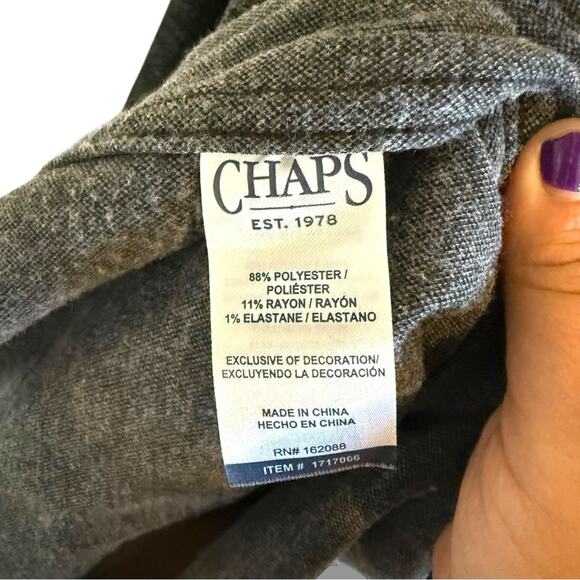 CHAPS
EST. 1978
88% POLYESTER /
POLIÉSTER
11% RAYON / RAYÓN
1% ELASTANE / ELASTANO
EXCLUSIVE OF DECORATION/
EXCLUYENDO LA DECORACIÓN
MADE IN CHINA
HECHO EN CHINA
RN# 162088
ITEM # 1717066